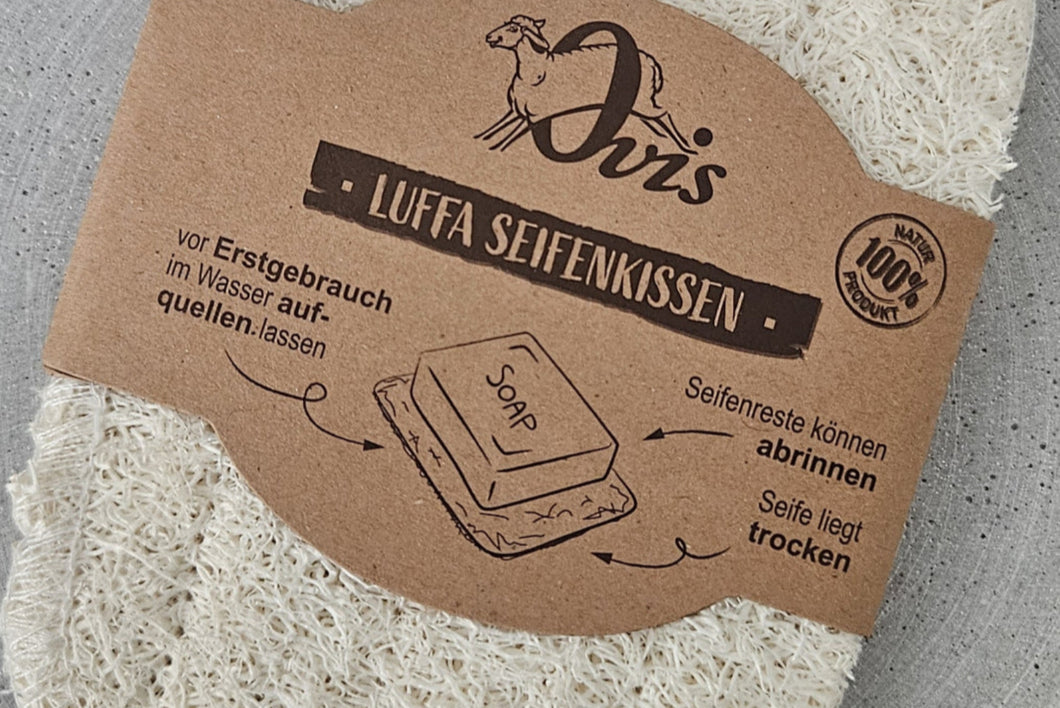 Ovis
LUFFA SEIFENKISSEN
NATUR
100%
PRODUKT
vor Erstgebrauch
im Wasser auf-
quellen lassen
SOAP
Seifenreste können
abrinnen
Seife liegt
trocken